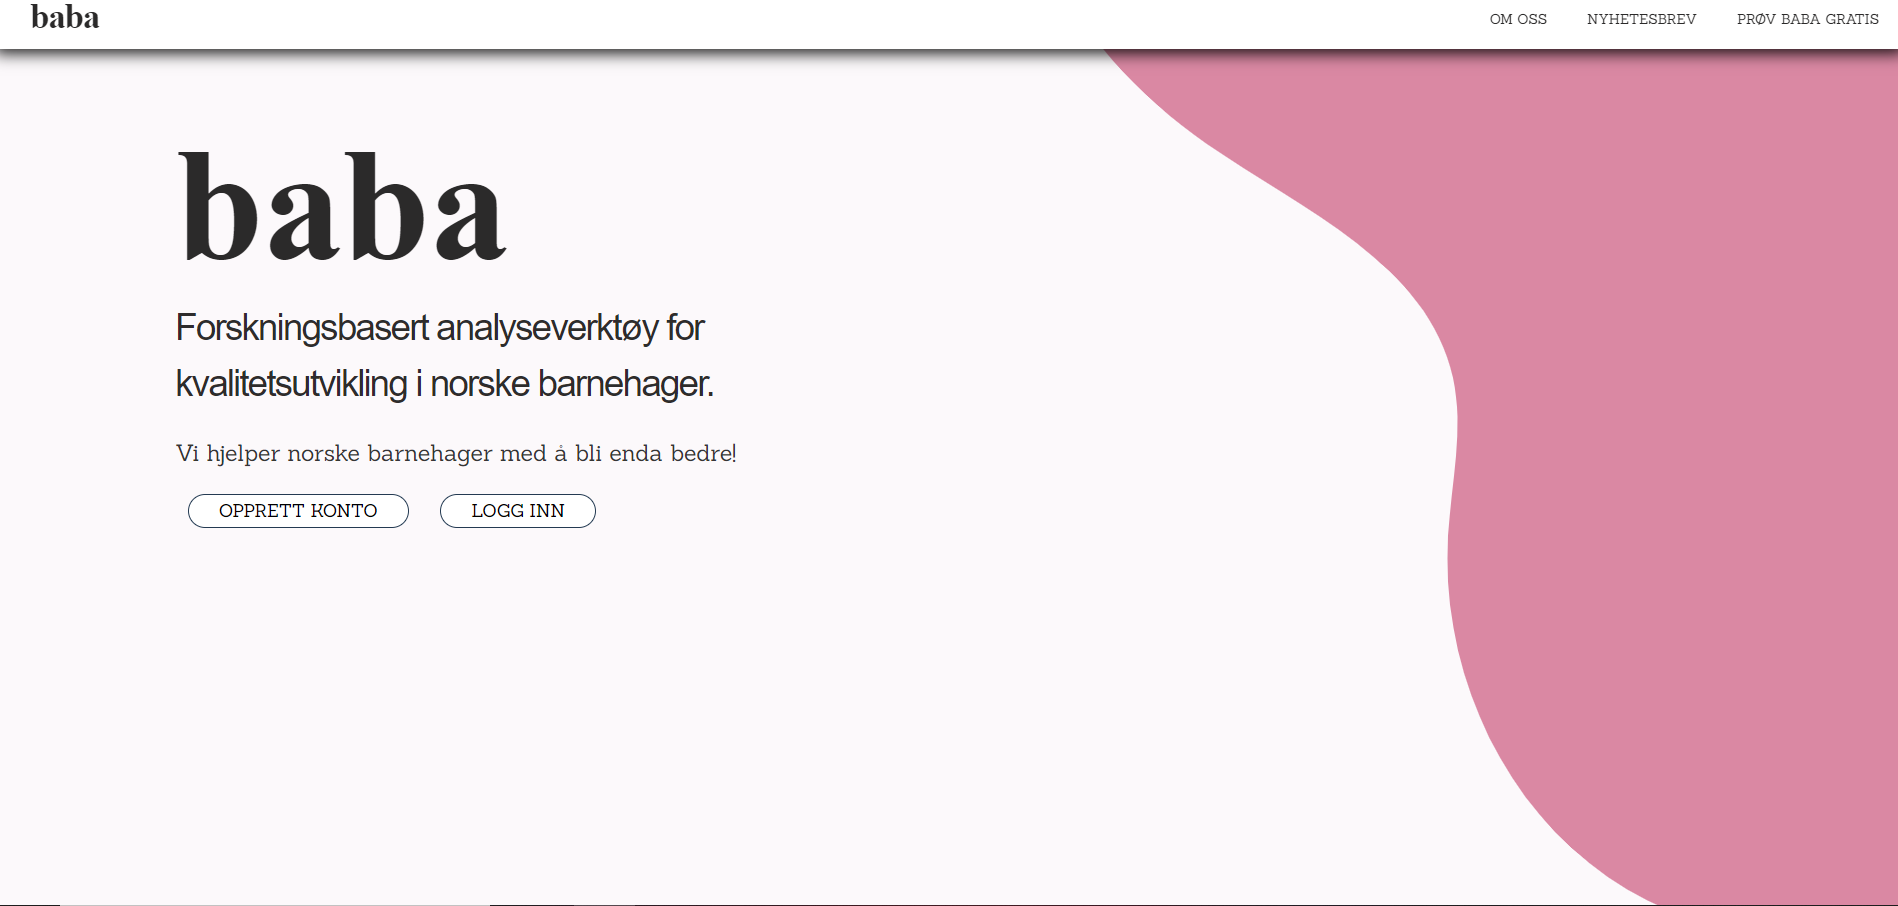 baba
OM OSS
NYHETESBREV
PRØV BABA GRATIS
baba
Forskningsbasert analyseverktøy for
kvalitetsutvikling i norske barnehager.
Vi hjelper norske barnehager med å bli enda bedre!
OPPRETT KONTO
LOGG INN